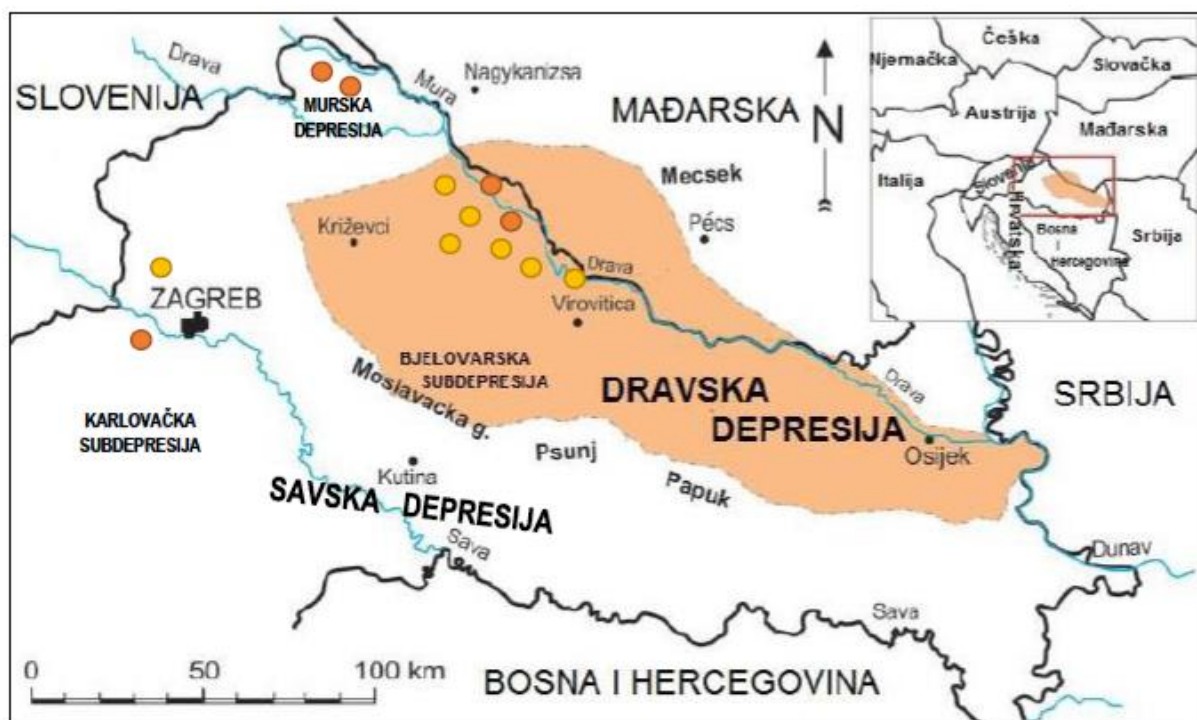 Drava
SLOVENIJA
MURSKA
DEPRESIJA
Mura
Nagykanizsa
MAĐARSKA
N
Mecsek
Pécs
Križevci
Drava
Virovitica
ZAGREB
BJELOVARSKA
SUBDEPRESIJA
Moslavacka g.
DRAVSKA
DEPRESIJA
Drava
Osijek
SRBIJA
KARLOVAČKA
SUBDEPRESIJA
Psunj
Papuk
Kutina
SAVSKA DEPRESIJA
Sava
Dunav
Sava
0 50 100 km
BOSNA I HERCEGOVINA
Njemačka
Češka
Slovačka
Austrija
Mađarska
Italija
Slovenija
Hrvatska
Bosna
i
Hercegovina
Srbija